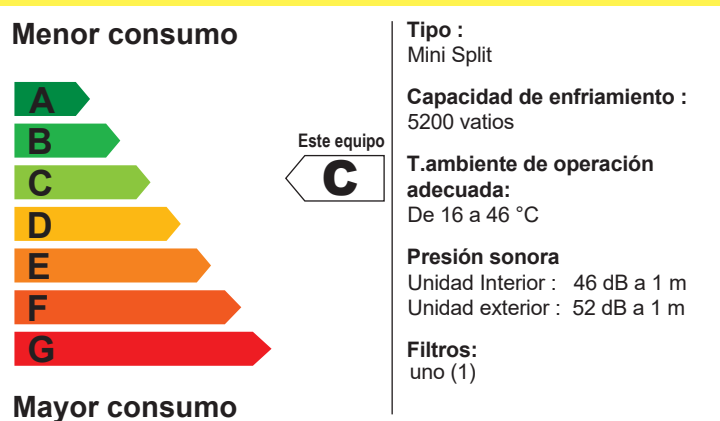 Menor consumo
A
B
C
D
E
F
G
Mayor consumo
Este equipo
C
Tipo :
Mini Split
Capacidad de enfriamiento :
5200 vatios
T.ambiente de operación
adecuada:
De 16 a 46 °C
Presión sonora
Unidad Interior : 46 dB a 1 m
Unidad exterior : 52 dB a 1 m
Filtros:
uno (1)